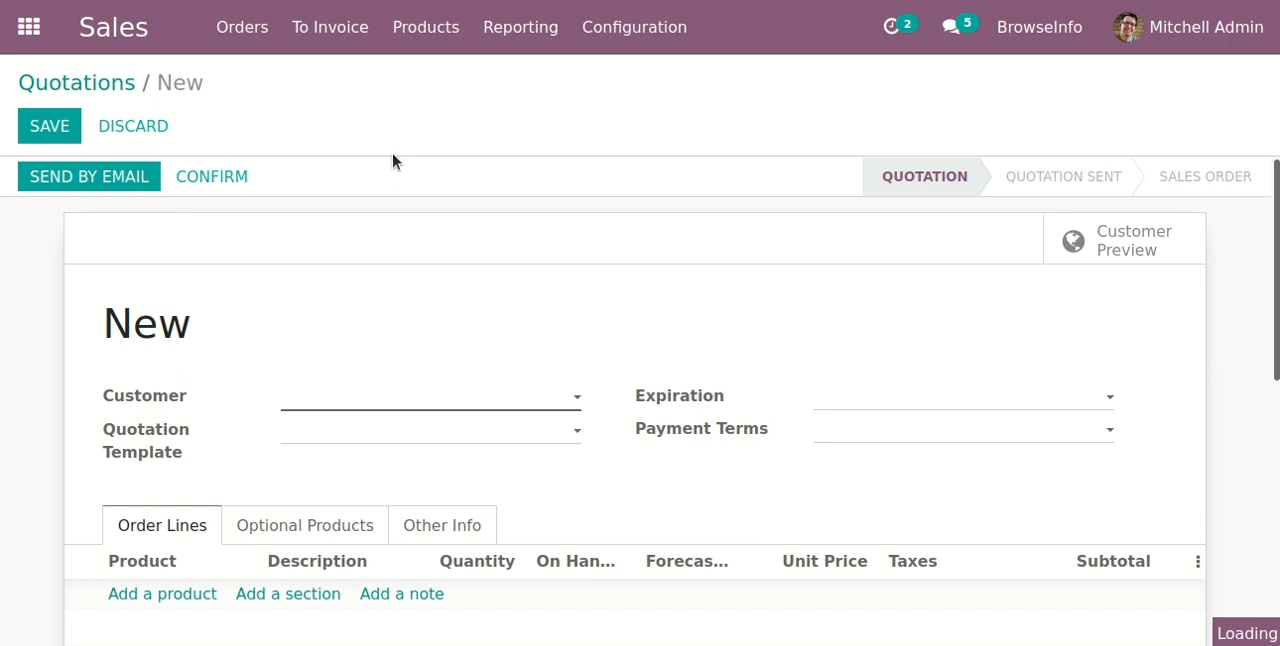 Sales Orders To Invoice Products Reporting Configuration 2 5 BrowseInfo Mitchell Admin
Quotations / New
SAVE DISCARD
SEND BY EMAIL CONFIRM QUOTATION QUOTATION SENT SALES ORDER
Customer
Preview
New
Customer Expiration
Quotation Payment Terms
Template
Order Lines Optional Products Other Info
Product Description Quantity On Han... Forecas... Unit Price Taxes Subtotal
Add a product Add a section Add a note
Loading